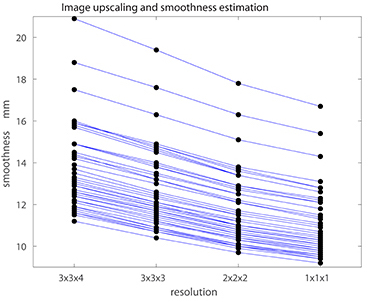 Image upscaling and smoothness estimation
20
18
16
14
12
10
smoothness mm
3x3x4 3x3x3 2x2x2 1x1x1
resolution